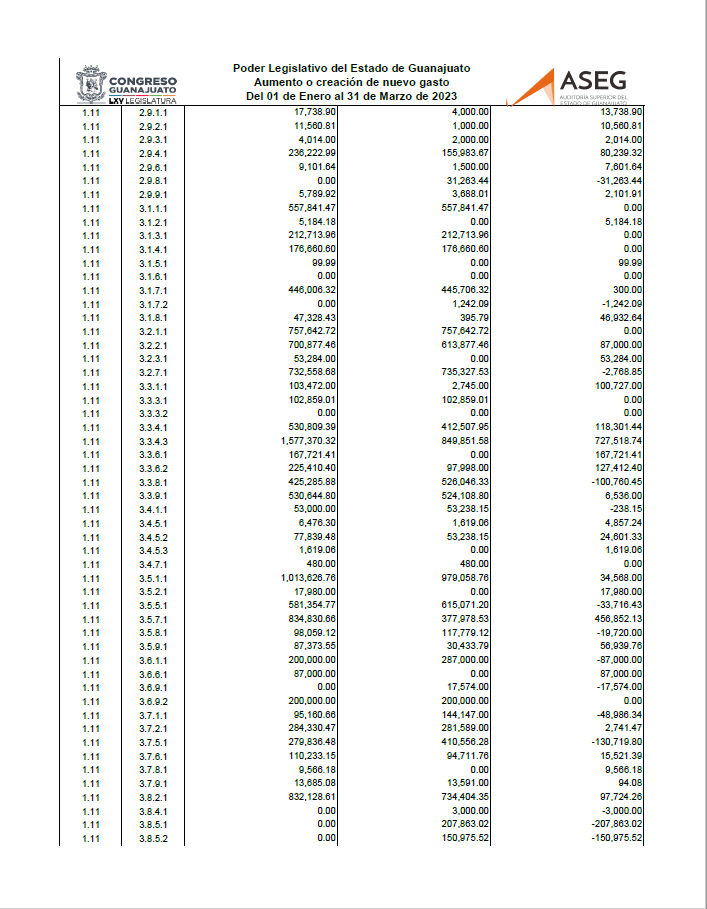 CONGRESO
GUANAJUATO
LXV LEGISLATURA
Poder Legislativo del Estado de Guanajuato
Aumento o creación de nuevo gasto
Del 01 de Enero al 31 de Marzo de 2023
ASEG
AUDITORÍA SUPERIOR DEL
ESTADO DE GUANAJUATO
1.11 2.9.1.1 17,738.90 4,000.00 13,738.90
1.11 2.9.2.1 11,560.81 1,000.00 10,560.81
1.11 2.9.3.1 4,014.00 2,000.00 2,014.00
1.11 2.9.4.1 236,222.99 155,983.67 80,239.32
1.11 2.9.6.1 9,101.64 1,500.00 7,601.64
1.11 2.9.8.1 0.00 31,263.44 -31,263.44
1.11 2.9.9.1 5,789.92 3,688.01 2,101.91
1.11 3.1.1.1 557,841.47 557,841.47 0.00
1.11 3.1.2.1 5,184.18 0.00 5,184.18
1.11 3.1.3.1 212,713.96 212,713.96 0.00
1.11 3.1.4.1 176,660.60 176,660.60 0.00
1.11 3.1.5.1 99.99 0.00 99.99
1.11 3.1.6.1 0.00 0.00 0.00
1.11 3.1.7.1 446,006.32 445,706.32 300.00
1.11 3.1.7.2 0.00 1,242.09 -1,242.09
1.11 3.1.8.1 47,328.43 395.79 46,932.64
1.11 3.2.1.1 757,642.72 757,642.72 0.00
1.11 3.2.2.1 700,877.46 613,877.46 87,000.00
1.11 3.2.3.1 53,284.00 0.00 53,284.00
1.11 3.2.7.1 732,558.68 735,327.53 -2,768.85
1.11 3.3.1.1 103,472.00 2,745.00 100,727.00
1.11 3.3.3.1 102,859.01 102,859.01 0.00
1.11 3.3.3.2 0.00 0.00 0.00
1.11 3.3.4.1 530,809.39 412,507.95 118,301.44
1.11 3.3.4.3 1,577,370.32 849,851.58 727,518.74
1.11 3.3.6.1 167,721.41 0.00 167,721.41
1.11 3.3.6.2 225,410.40 97,998.00 127,412.40
1.11 3.3.8.1 425,285.88 526,046.33 -100,760.45
1.11 3.3.9.1 530,644.80 524,108.80 6,536.00
1.11 3.4.1.1 53,000.00 53,238.15 -238.15
1.11 3.4.5.1 6,476.30 1,619.06 4,857.24
1.11 3.4.5.2 77,839.48 53,238.15 24,601.33
1.11 3.4.5.3 1,619.06 0.00 1,619.06
1.11 3.4.7.1 480.00 480.00 0.00
1.11 3.5.1.1 1,013,626.76 979,058.76 34,568.00
1.11 3.5.2.1 17,980.00 0.00 17,980.00
1.11 3.5.5.1 581,354.77 615,071.20 -33,716.43
1.11 3.5.7.1 834,830.66 377,978.53 456,852.13
1.11 3.5.8.1 98,059.12 117,779.12 -19,720.00
1.11 3.5.9.1 87,373.55 30,433.79 56,939.76
1.11 3.6.1.1 200,000.00 287,000.00 -87,000.00
1.11 3.6.6.1 87,000.00 0.00 87,000.00
1.11 3.6.9.1 0.00 17,574.00 -17,574.00
1.11 3.6.9.2 200,000.00 200,000.00 0.00
1.11 3.7.1.1 95,160.66 144,147.00 -48,986.34
1.11 3.7.2.1 284,330.47 281,589.00 2,741.47
1.11 3.7.5.1 279,836.48 410,556.28 -130,719.80
1.11 3.7.6.1 110,233.15 94,711.76 15,521.39
1.11 3.7.8.1 9,566.18 0.00 9,566.18
1.11 3.7.9.1 13,685.08 13,591.00 94.08
1.11 3.8.2.1 832,128.61 734,404.35 97,724.26
1.11 3.8.4.1 0.00 3,000.00 -3,000.00
1.11 3.8.5.1 0.00 207,863.02 -207,863.02
1.11 3.8.5.2 0.00 150,975.52 -150,975.52